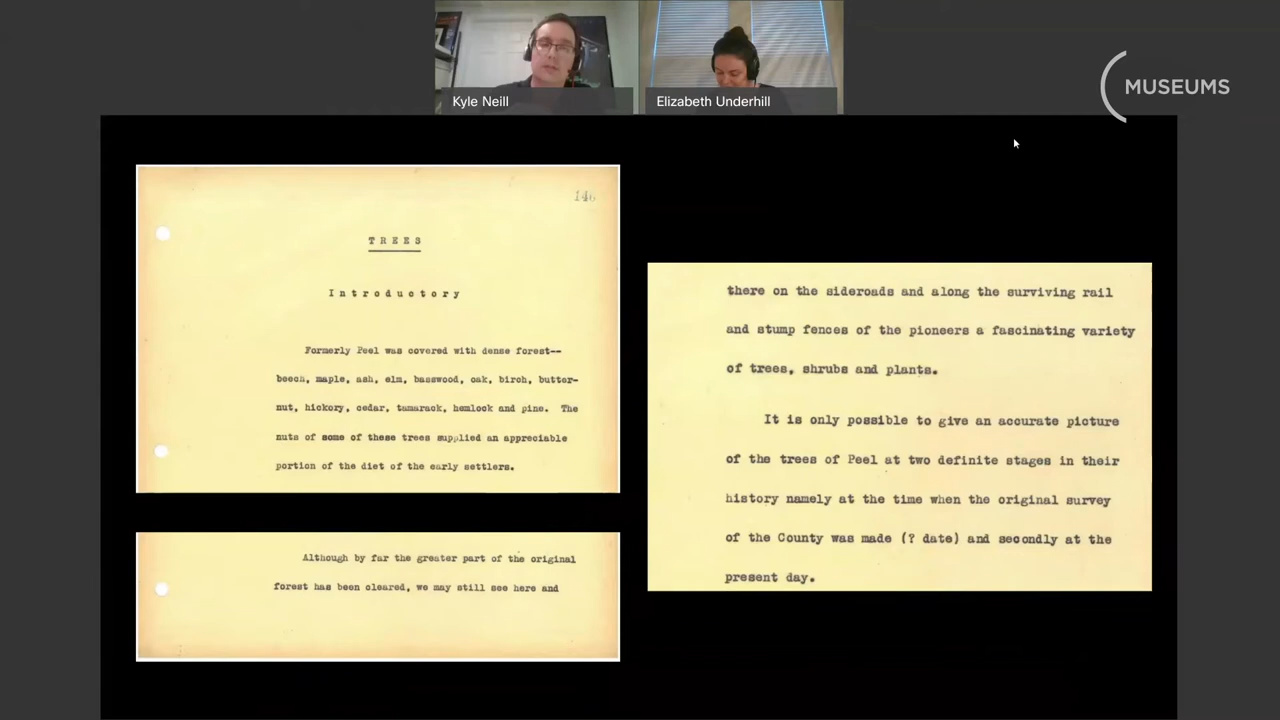 Kyle Neill
Elizabeth Underhill
MUSEUMS
146
TREES
Introductory
Formerly Peel was covered with dense forest--
beech, maple, ash, elm, basswood, oak, birch, butter-
nut, hickory, cedar, tamarack, hemlock and pine. The
nuts of some of these trees supplied an appreciable
portion of the diet of the early settlers.
Although by far the greater part of the original
forest has been cleared, we may still see here and
there on the sideroads and along the surviving rail
and stump fences of the pioneers a fascinating variety
of trees, shrubs and plants.
It is only possible to give an accurate picture
of the trees of Peel at two definite stages in their
history namely at the time when the original survey
of the County was made (? date) and secondly at the
present day.